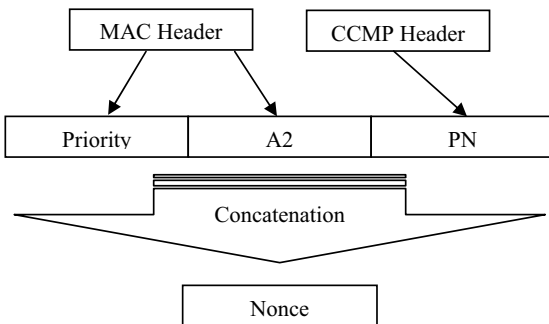 MAC Header
CCMP Header
Priority
A2
PN
Concatenation
Nonce